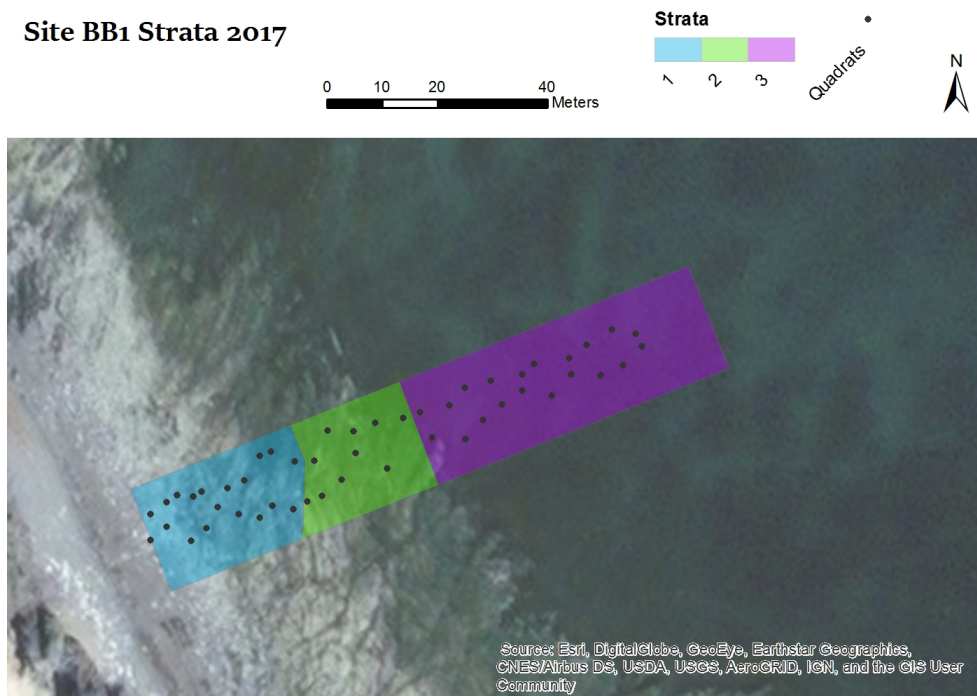 Site BB1 Strata 2017
Strata
1 2 3
Quadrats
0 10 20 40
Meters
N
Source: Esri, DigitalGlobe, GeoEye, Earthstar Geographics,
CNES/Airbus DS, USDA, USGS, AeroGRID, IGN, and the GIS User
Community